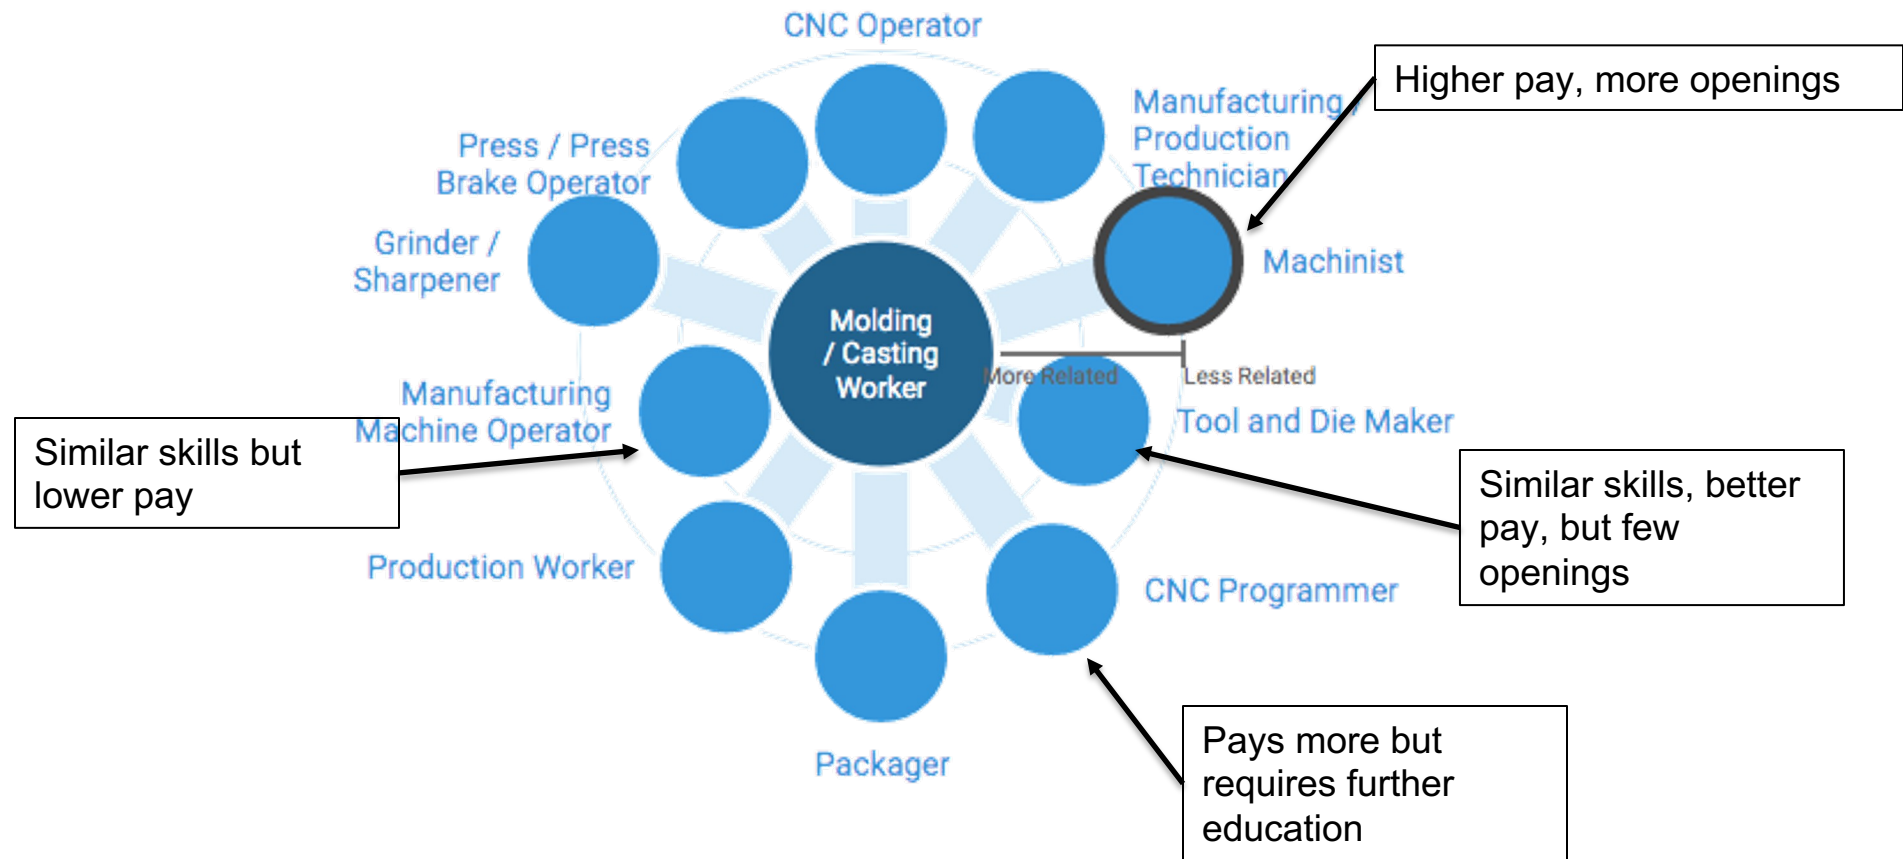 CNC Operator
Higher pay, more openings
Manufacturing /
Production
Technician
Press / Press
Brake Operator
Grinder /
Sharpener
Machinist
Molding
/ Casting
Worker
More Related
Less Related
Manufacturing
Machine Operator
Tool and Die Maker
Similar skills but
lower pay
Similar skills, better
pay, but few
openings
Production Worker
CNC Programmer
Packager
Pays more but
requires further
education